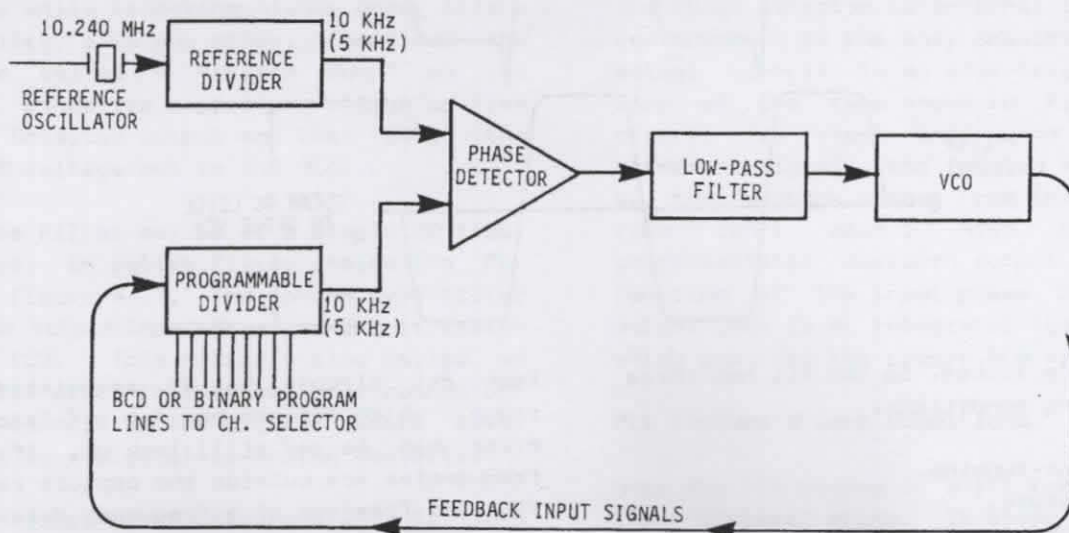 10.240 MHz
REFERENCE
OSCILLATOR
REFERENCE
DIVIDER
10 KHz
(5 KHz)
PHASE
DETECTOR
LOW-PASS
FILTER
VCO
PROGRAMMABLE
DIVIDER
10 KHz
(5 KHz)
BCD OR BINARY PROGRAM
LINES TO CH. SELECTOR
FEEDBACK INPUT SIGNALS